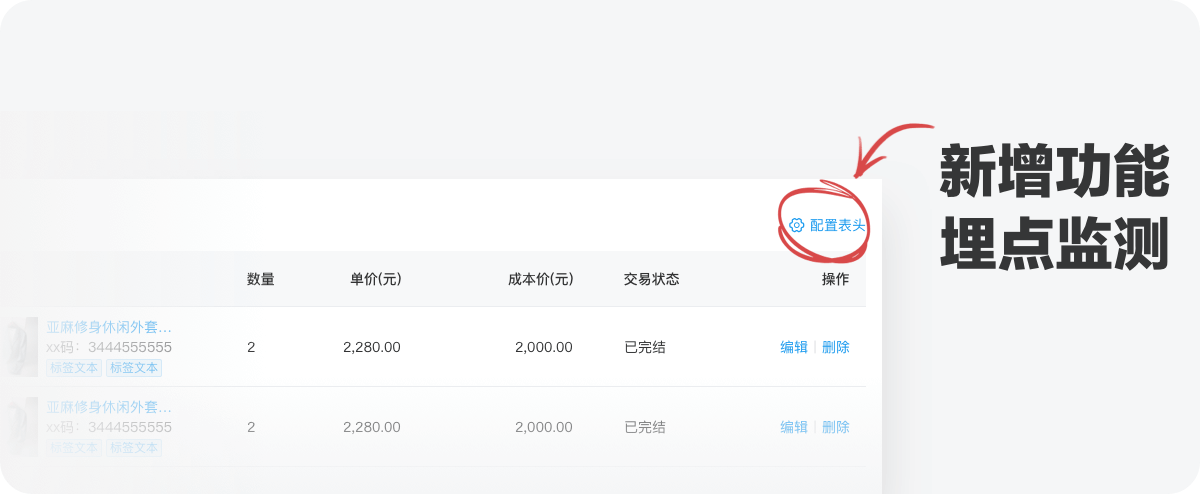 新增功能
埋点监测
配置表头
数量 单价(元) 成本价(元) 交易状态 操作
亚麻修身休闲外套...
xx码：3444555555
标签文本 标签文本
2 2,280.00 2,000.00 已完结 编辑 | 删除
亚麻修身休闲外套...
xx码：3444555555
标签文本 标签文本
2 2,280.00 2,000.00 已完结 编辑 | 删除